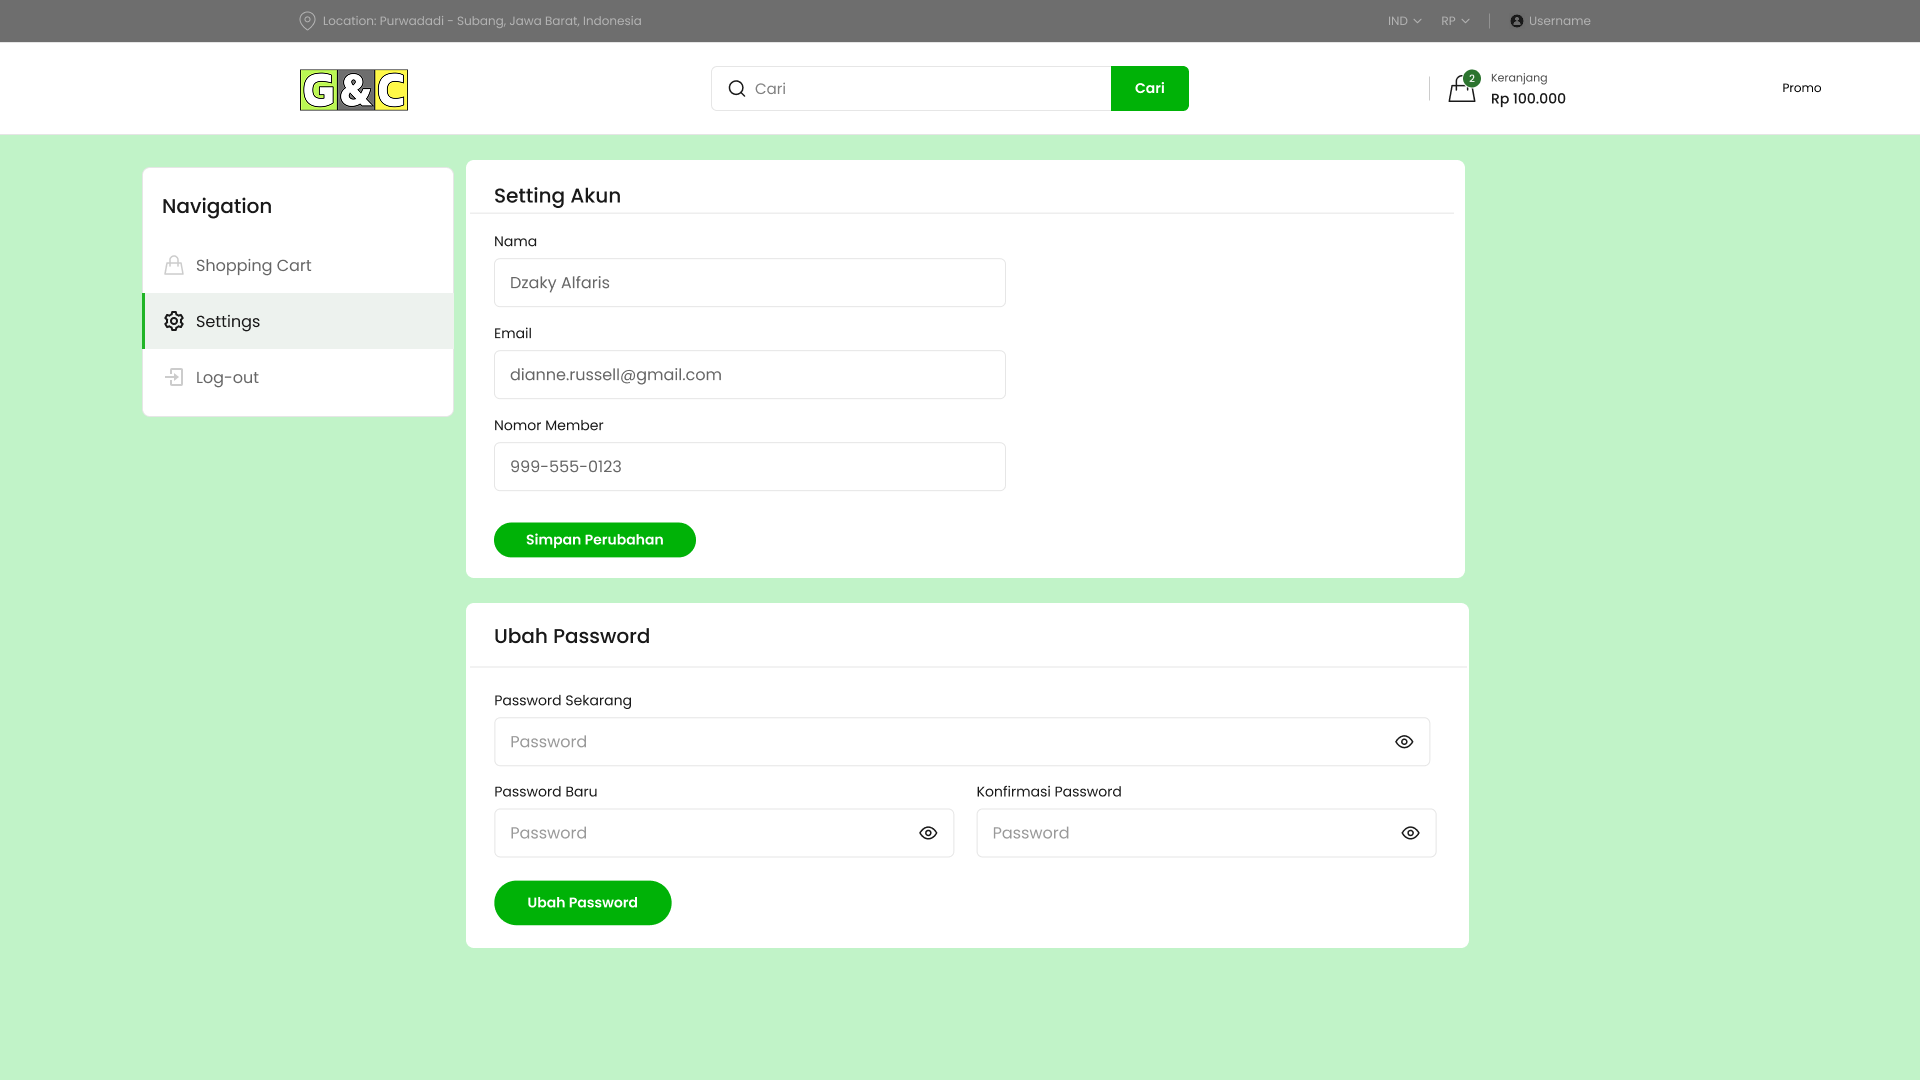 Location: Purwadadi - Subang, Jawa Barat, Indonesia
IND
RP
Username
G&C
Cari
Cari
2
Keranjang
Rp 100.000
Promo
Navigation
Shopping Cart
Settings
Log-out
Setting Akun
Nama
Dzaky Alfaris
Email
dianne.russell@gmail.com
Nomor Member
999-555-0123
Simpan Perubahan
Ubah Password
Password Sekarang
Password
Password Baru
Password
Konfirmasi Password
Password
Ubah Password